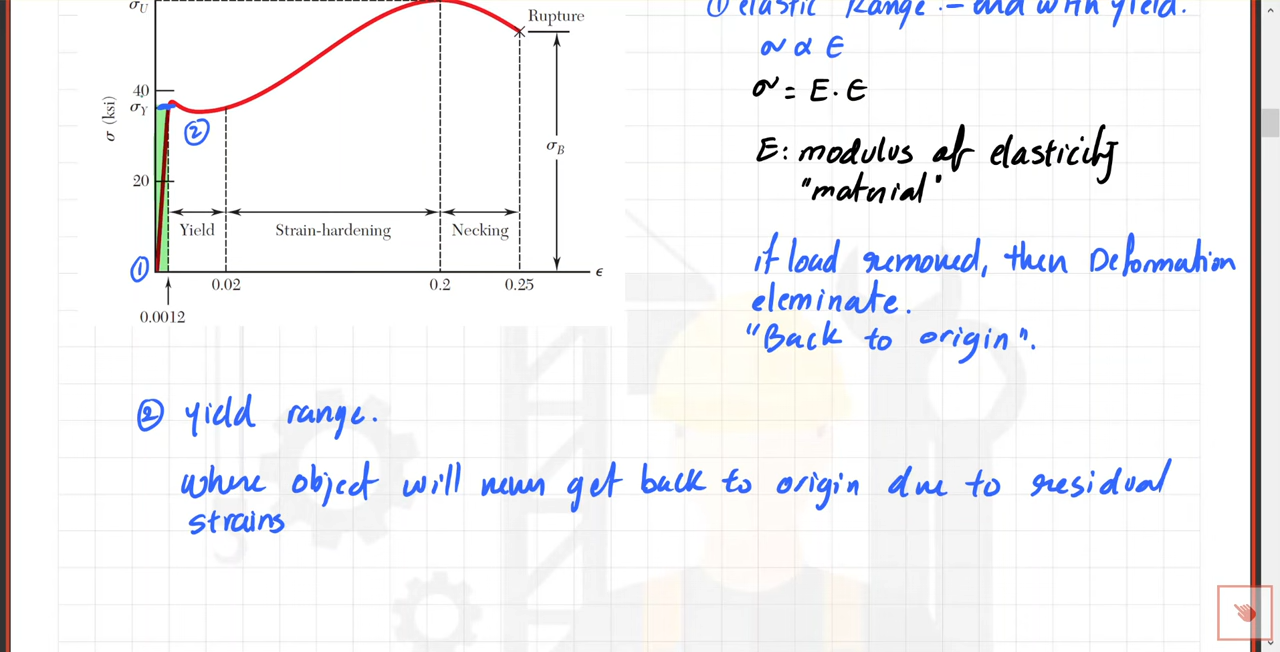 σU
Rupture
40
σY
σ (ksi)
②
σB
20
Yield
Strain-hardening
Necking
①
ϵ
0.02
0.2
0.25
0.0012
① elastic Range :- end with yield.
σ α ϵ
σ = E . ϵ
E: modulus of elasticity
"material"
if load removed, then Deformation
eleminate.
"Back to origin".
② yield range.
where object will never get back to origin due to residual
strains